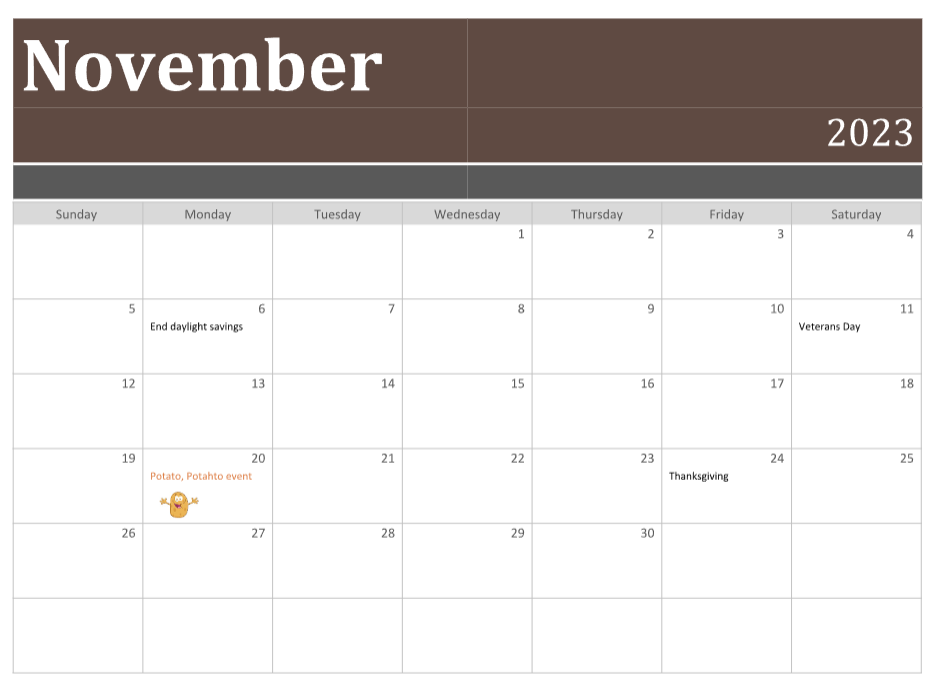 November
2023
Sunday Monday Tuesday Wednesday Thursday Friday Saturday
1 2 3 4
5 6 7 8 9 10 11
End daylight savings Veterans Day
12 13 14 15 16 17 18
19 20 21 22 23 24 25
Potato, Potahto event Thanksgiving
26 27 28 29 30